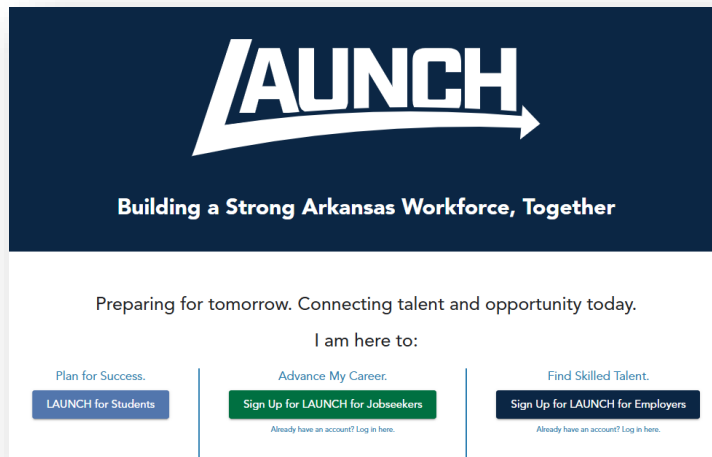 LAUNCH
Building a Strong Arkansas Workforce, Together
Preparing for tomorrow. Connecting talent and opportunity today.
I am here to:
Plan for Success.
LAUNCH for Students
Advance My Career.
Sign Up for LAUNCH for Jobseekers
Already have an account? Log in here.
Find Skilled Talent.
Sign Up for LAUNCH for Employers
Already have an account? Log in here.